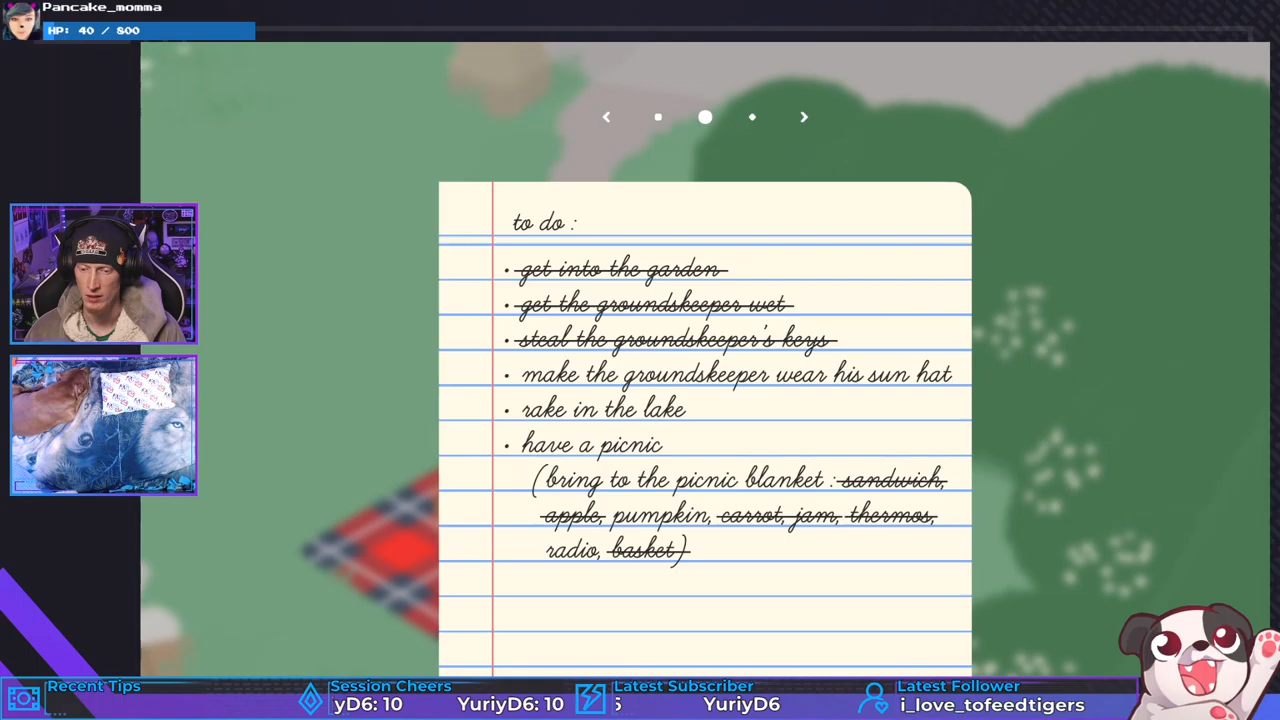 Pancake_momma
HP: 40 / 800
to do :
• get into the garden
• get the groundskeeper wet
• steal the groundskeeper's keys
• make the groundskeeper wear his sun hat
• rake in the lake
• have a picnic
(bring to the picnic blanket : sandwich,
apple, pumpkin, carrot, jam, thermos,
radio, basket)
Recent Tips
Session Cheers
yD6: 10 YuriyD6: 10
Latest Subscriber
5 YuriyD6
Latest Follower
i_love_tofeedtigers